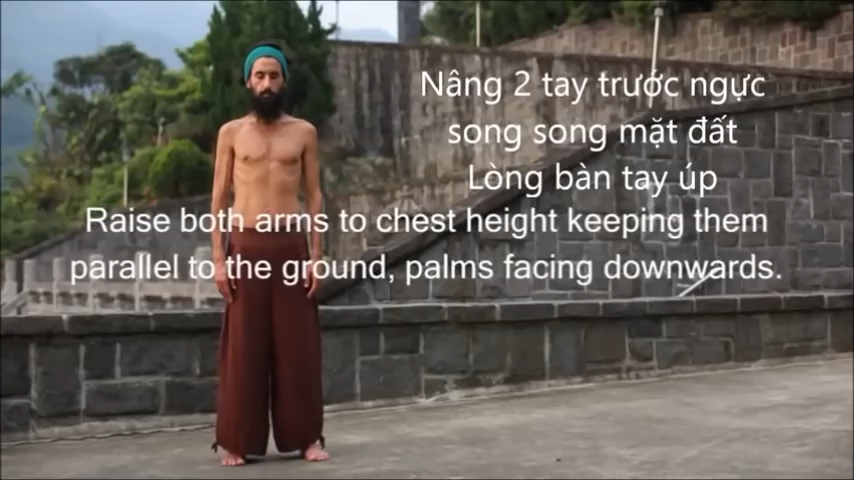 Nâng 2 tay trước ngực
song song mặt đất
Lòng bàn tay úp
Raise both arms to chest height keeping them
parallel to the ground, palms facing downwards.